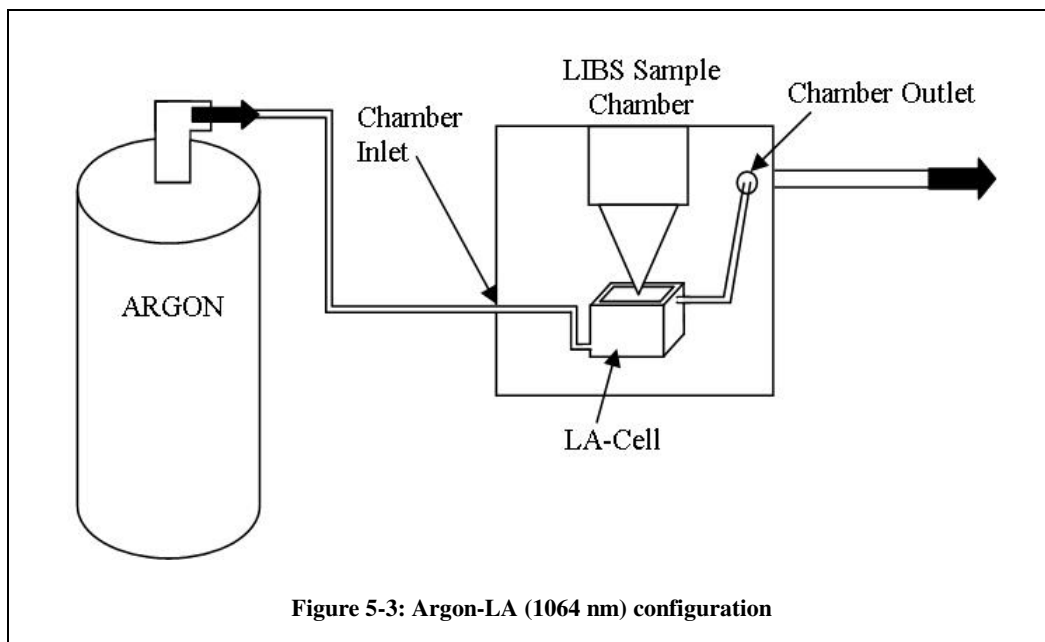 LIBS Sample
Chamber
Chamber Outlet
Chamber
Inlet
ARGON
LA-Cell
Figure 5-3: Argon-LA (1064 nm) configuration